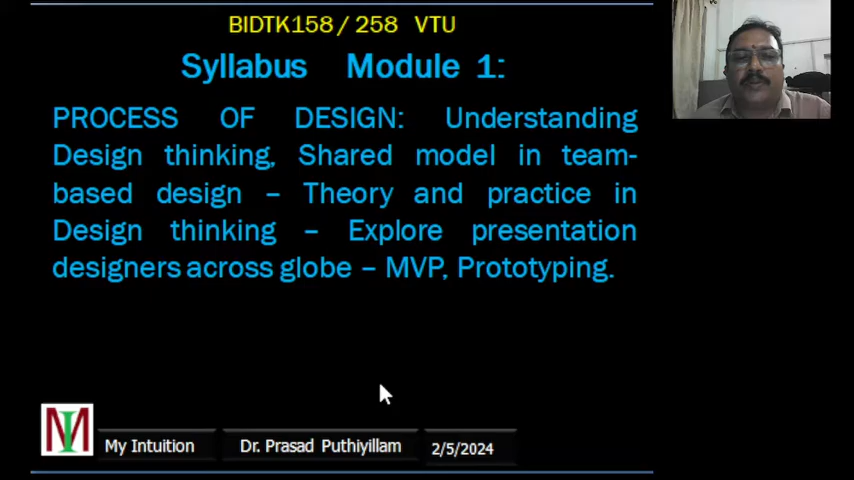 BIDTK158 / 258 VTU
Syllabus Module 1:
PROCESS OF DESIGN: Understanding
Design thinking, Shared model in team-
based design – Theory and practice in
Design thinking – Explore presentation
designers across globe – MVP, Prototyping.
MI
My Intuition
Dr. Prasad Puthiyillam
2/5/2024